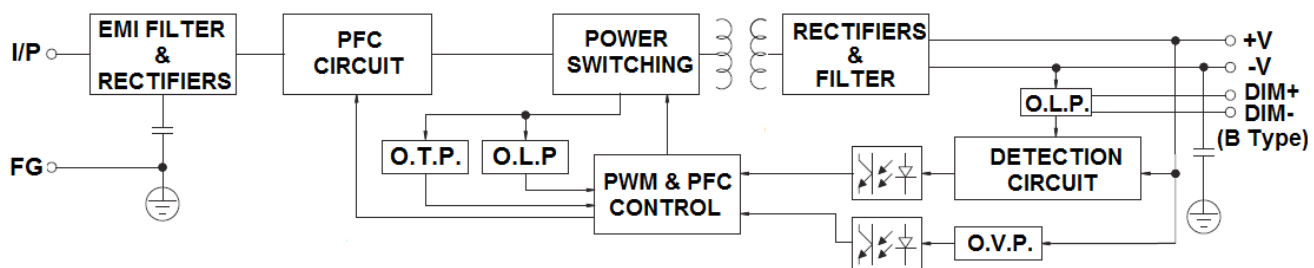 I/P
EMI FILTER
&
RECTIFIERS
PFC
CIRCUIT
POWER
SWITCHING
RECTIFIERS
&
FILTER
+V
-V
DIM+
DIM-
(B Type)
O.L.P.
O.T.P.
O.L.P
FG
PWM & PFC
CONTROL
DETECTION
CIRCUIT
O.V.P.